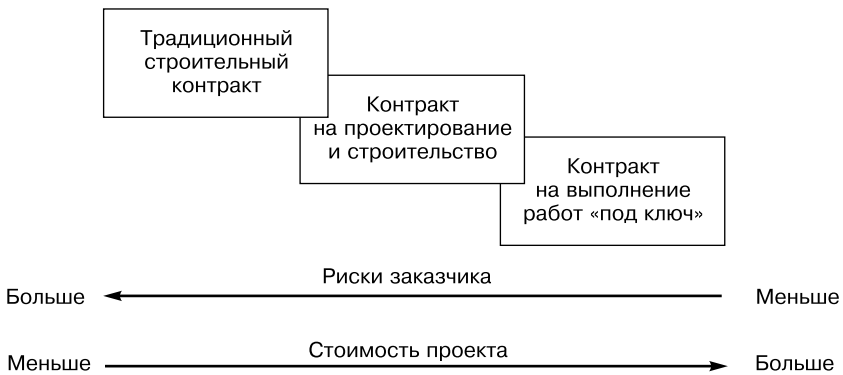 Традиционный
строительный
контракт
Контракт
на проектирование
и строительство
Контракт
на выполнение
работ «под ключ»
Риски заказчика
Больше
Меньше
Стоимость проекта
Меньше
Больше